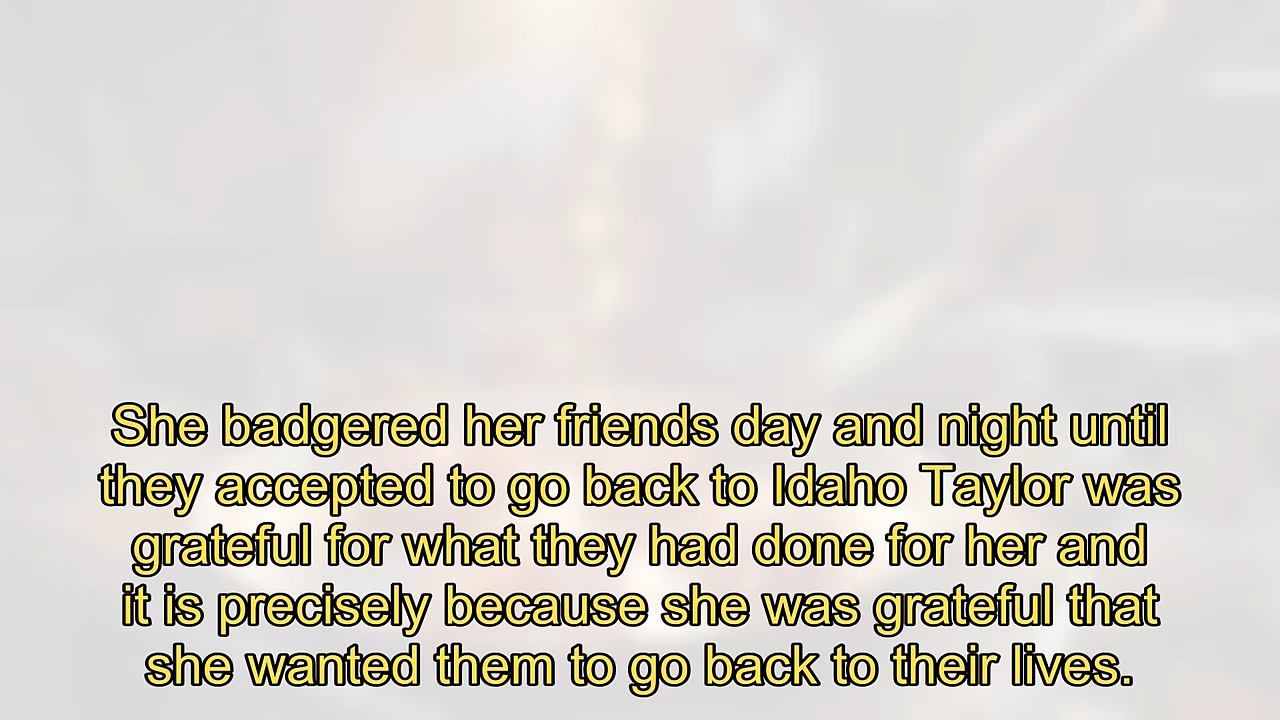 She badgered her friends day and night until
they accepted to go back to Idaho Taylor was
grateful for what they had done for her and
it is precisely because she was grateful that
she wanted them to go back to their lives.